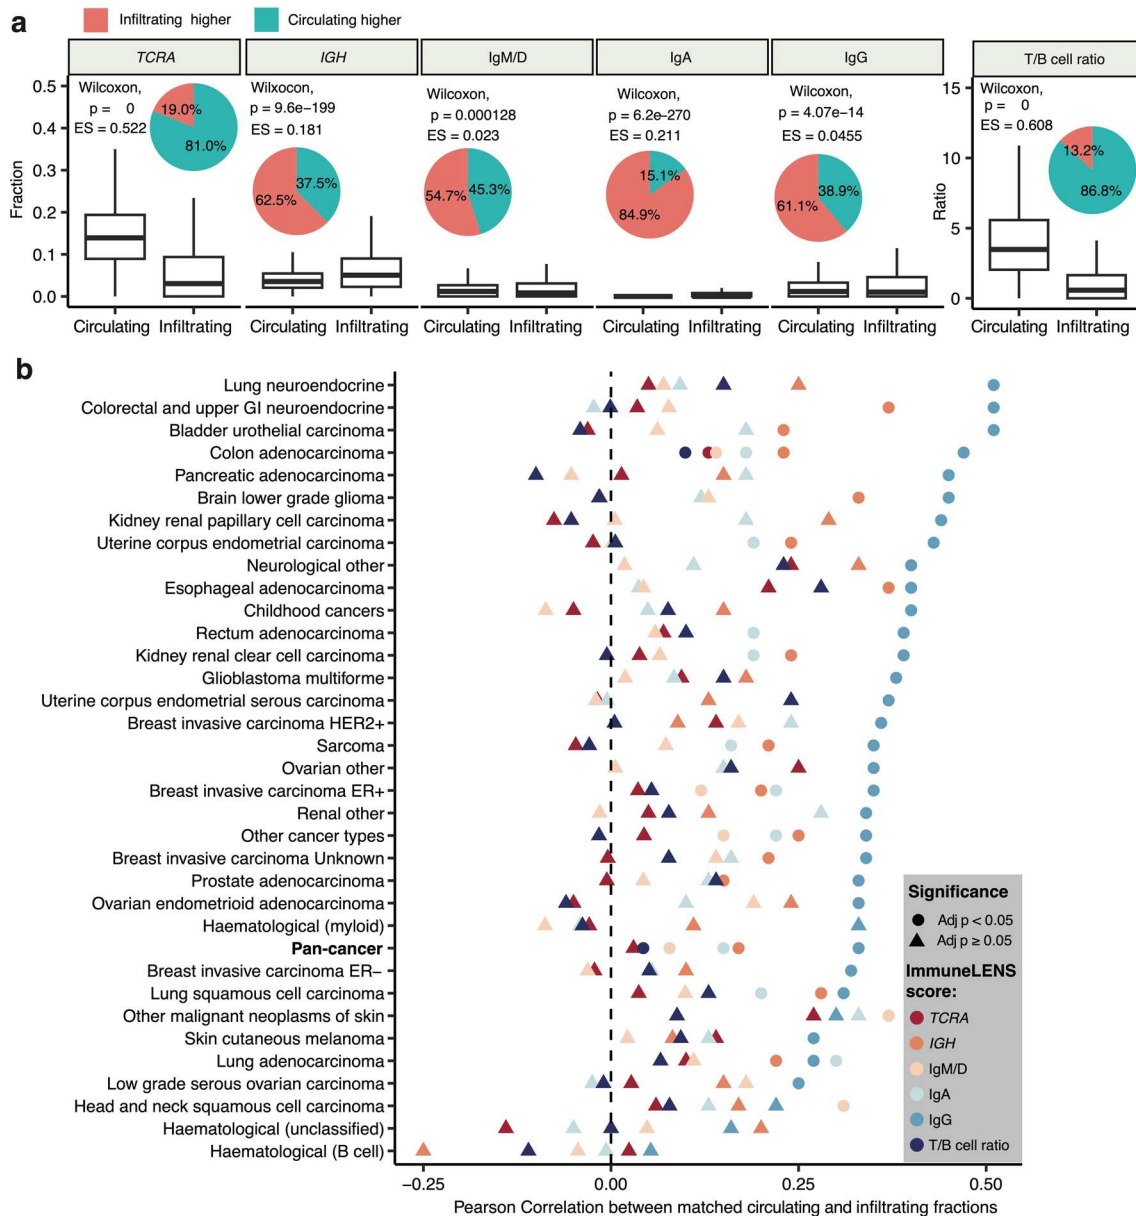 a
Infiltrating higher
Circulating higher
TCRA
IGH
IgM/D
IgA
IgG
T/B cell ratio
Fraction
0.5
0.4
0.3
0.2
0.1
0.0
Wilcoxon,
p = 0
ES = 0.522
19.0%
81.0%
Wilxocon,
p = 9.6e−199
ES = 0.181
37.5%
62.5%
Wilcoxon,
p = 0.000128
ES = 0.023
54.7%
45.3%
Wilcoxon,
p = 6.2e-270
ES = 0.211
15.1%
84.9%
Wilcoxon,
p = 4.07e−14
ES = 0.0455
38.9%
61.1%
Ratio
15
10
5
0
Wilcoxon,
p = 0
ES = 0.608
13.2%
86.8%
Circulating Infiltrating
Circulating Infiltrating
Circulating Infiltrating
Circulating Infiltrating
Circulating Infiltrating
Circulating Infiltrating
b
Lung neuroendocrine
Colorectal and upper GI neuroendocrine
Bladder urothelial carcinoma
Colon adenocarcinoma
Pancreatic adenocarcinoma
Brain lower grade glioma
Kidney renal papillary cell carcinoma
Uterine corpus endometrial carcinoma
Neurological other
Esophageal adenocarcinoma
Childhood cancers
Rectum adenocarcinoma
Kidney renal clear cell carcinoma
Glioblastoma multiforme
Uterine corpus endometrial serous carcinoma
Breast invasive carcinoma HER2+
Sarcoma
Ovarian other
Breast invasive carcinoma ER+
Renal other
Other cancer types
Breast invasive carcinoma Unknown
Prostate adenocarcinoma
Ovarian endometrioid adenocarcinoma
Haematological (myloid)
Pan-cancer
Breast invasive carcinoma ER−
Lung squamous cell carcinoma
Other malignant neoplasms of skin
Skin cutaneous melanoma
Lung adenocarcinoma
Low grade serous ovarian carcinoma
Head and neck squamous cell carcinoma
Haematological (unclassified)
Haematological (B cell)
Significance
Adj p < 0.05
Adj p ≥ 0.05
ImmuneLENS
score:
TCRA
IGH
IgM/D
IgA
IgG
T/B cell ratio
−0.25
0.00
0.25
0.50
Pearson Correlation between matched circulating and infiltrating fractions